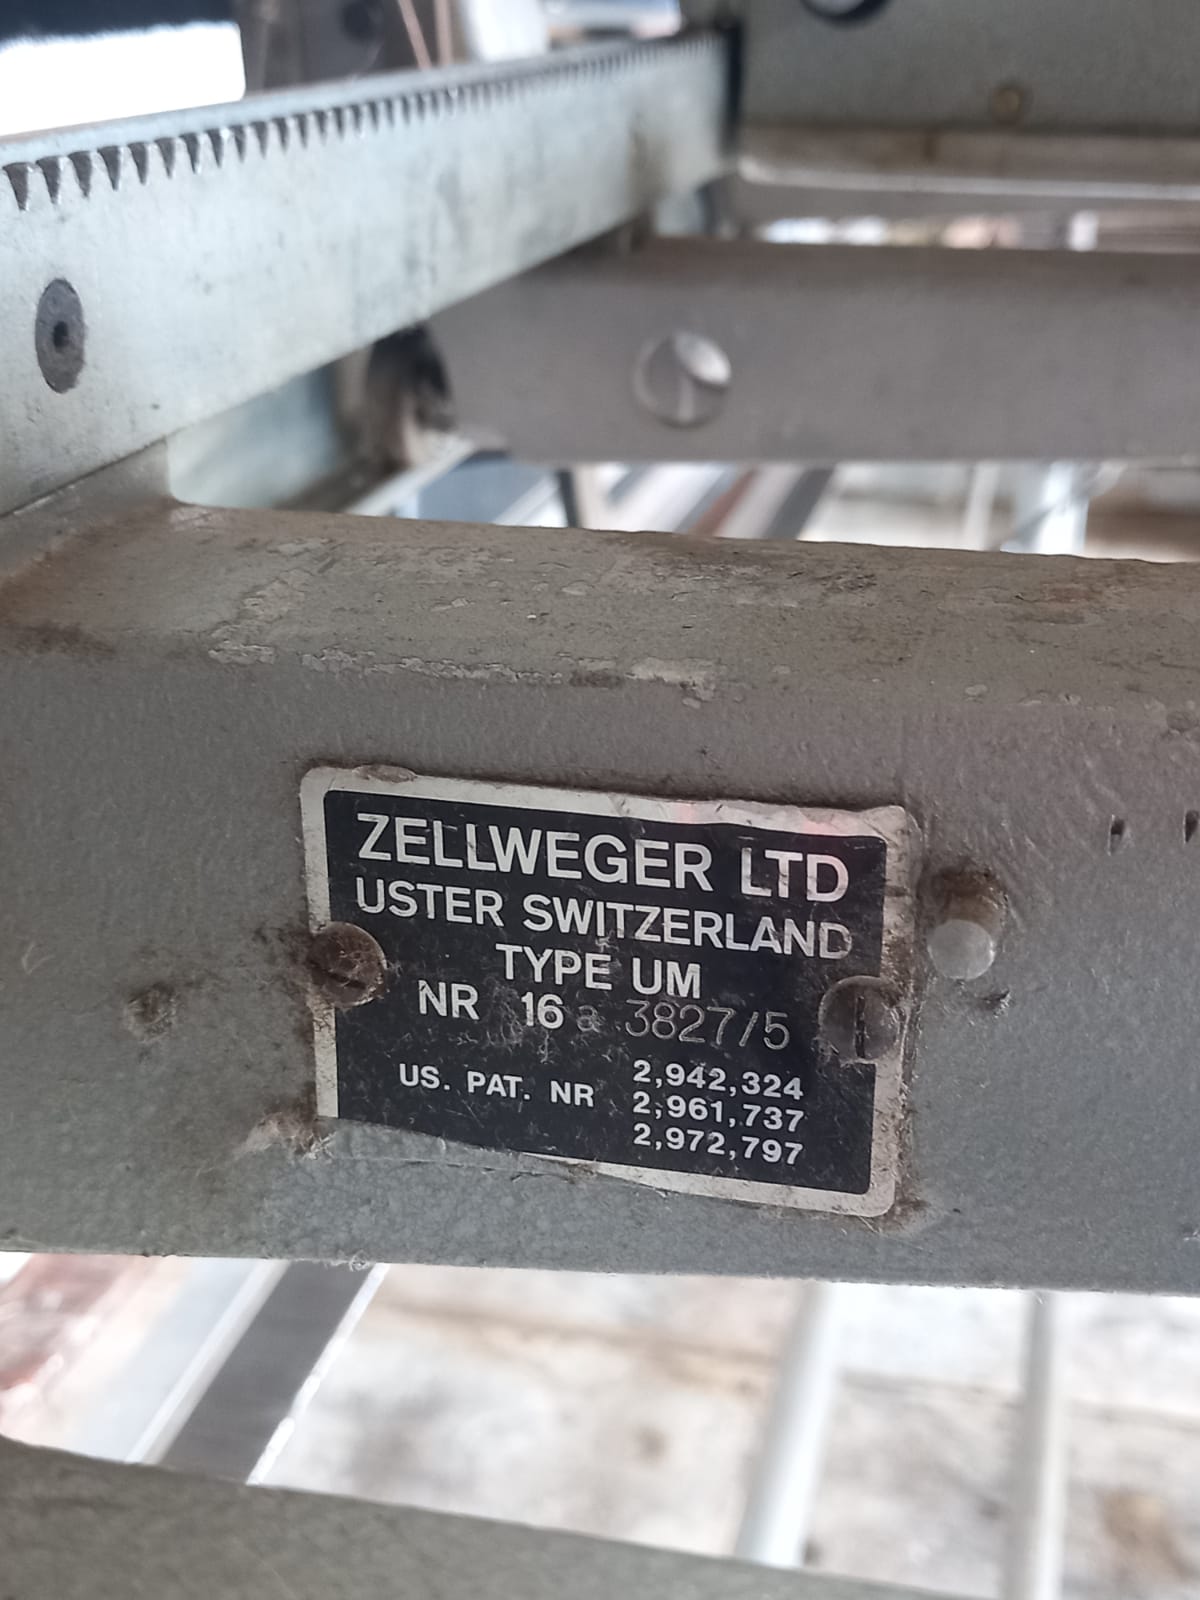 ZELLWEGER LTD
USTER SWITZERLAND
TYPE UM
NR 16 a 3827/5
US. PAT. NR 2,942,324
2,961,737
2,972,797